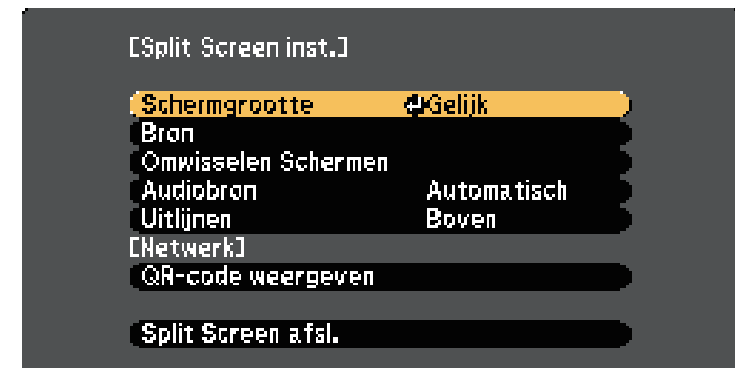 [Split Screen inst.]
Schermgrootte Gelijk
Bron
Omwisselen Schermen
Audiobron Automatisch
Uitlijnen Boven
[Netwerk]
QR-code weergeven
Split Screen afsl.